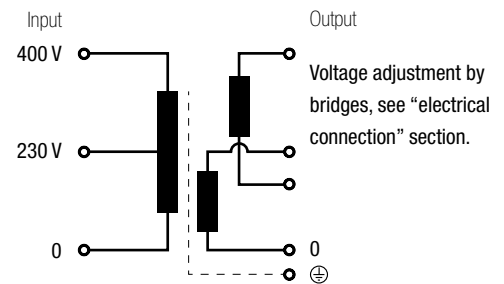 Input
Output
400 V
Voltage adjustment by
bridges, see “electrical
connection” section.
230 V
0
0